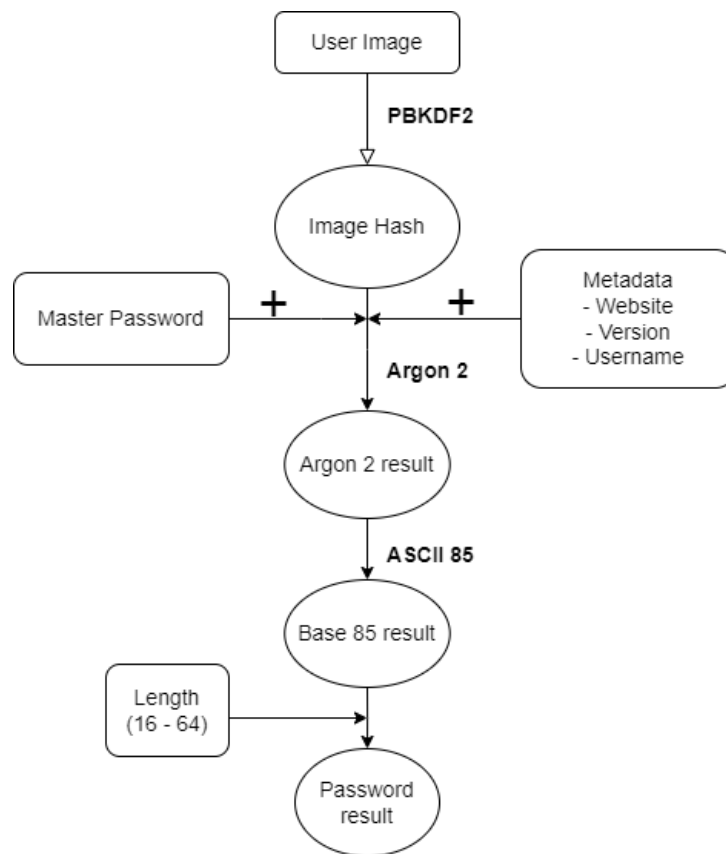 User Image
PBKDF2
Image Hash
Master Password
+
+
Metadata
- Website
- Version
- Username
Argon 2
Argon 2 result
ASCII 85
Base 85 result
Length
(16 - 64)
Password
result